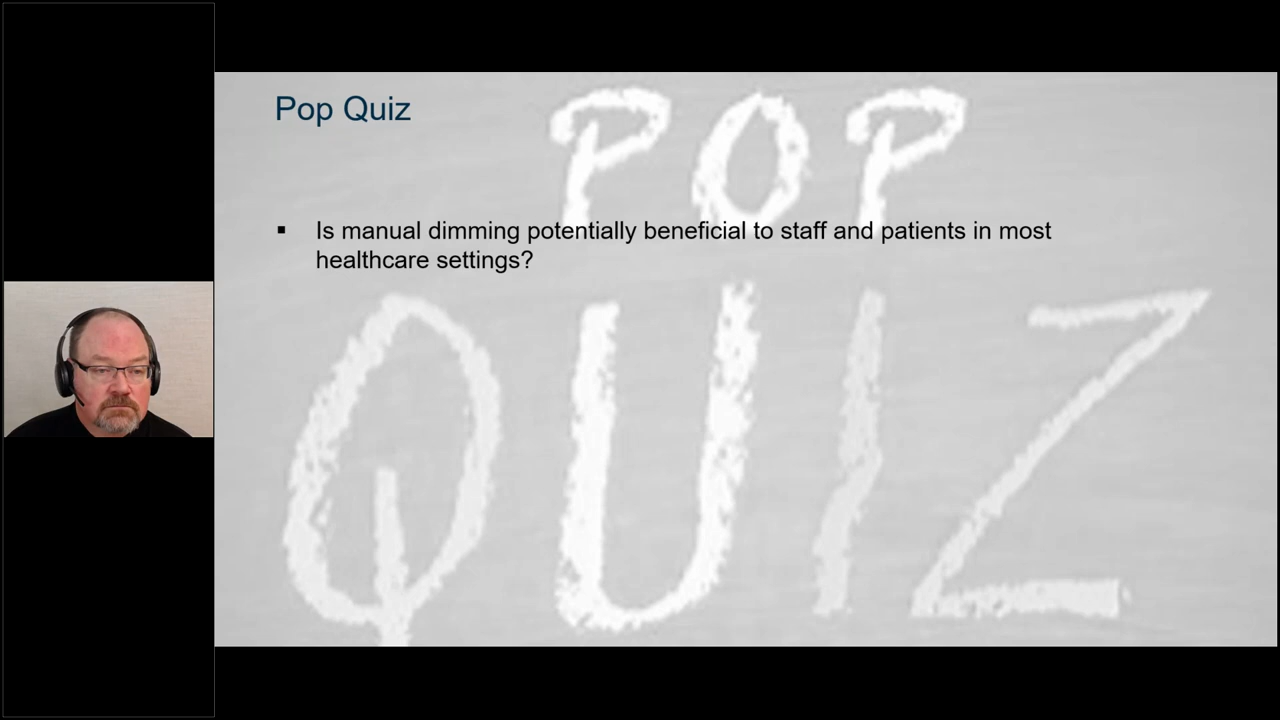 Pop Quiz
POP
▪ Is manual dimming potentially beneficial to staff and patients in most
healthcare settings?
QUIZ